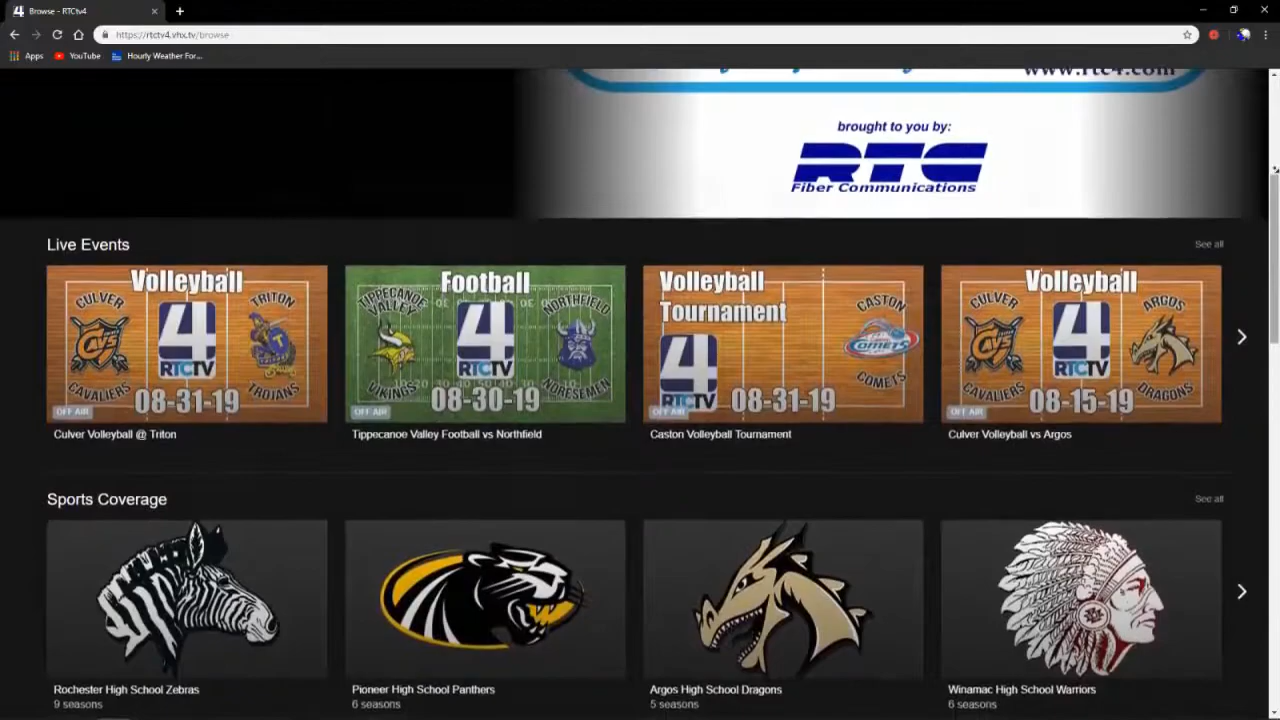 Browse - RTCtv4
https://rtctv4.vhx.tv/browse
Apps YouTube Hourly Weather For...
www.rtc4.com
brought to you by:
RTC
Fiber Communications
Live Events
See all
Volleyball
CULVER
TRITON
4
RTCTV
CAVALIERS
TROJANS
08-31-19
OFF AIR
Culver Volleyball @ Triton
Football
TIPPECANOE VALLEY
NORTHFIELD
4
RTCTV
VIKINGS
NORSEMEN
08-30-19
OFF AIR
Tippecanoe Valley Football vs Northfield
Volleyball
Tournament
CASTON
4
RTCTV
COMETS
COMETS
08-31-19
OFF AIR
Caston Volleyball Tournament
Volleyball
CULVER
ARGOS
4
RTCTV
CAVALIERS
DRAGONS
08-15-19
OFF AIR
Culver Volleyball vs Argos
Sports Coverage
See all
Rochester High School Zebras
9 seasons
Pioneer High School Panthers
6 seasons
Argos High School Dragons
5 seasons
Winamac High School Warriors
6 seasons